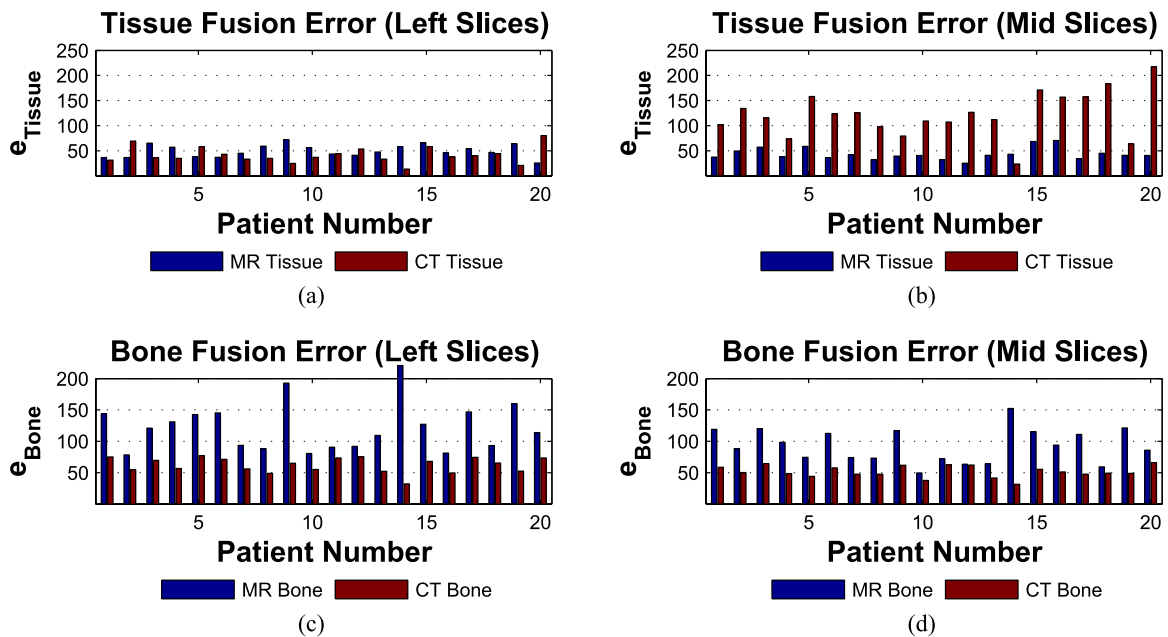 Tissue Fusion Error (Left Slices)
250
200
150
100
50
e_Tissue
5
10
15
20
Patient Number
MR Tissue
CT Tissue
(a)
Tissue Fusion Error (Mid Slices)
250
200
150
100
50
e_Tissue
5
10
15
20
Patient Number
MR Tissue
CT Tissue
(b)
Bone Fusion Error (Left Slices)
200
150
100
50
e_Bone
5
10
15
20
Patient Number
MR Bone
CT Bone
(c)
Bone Fusion Error (Mid Slices)
200
150
100
50
e_Bone
5
10
15
20
Patient Number
MR Bone
CT Bone
(d)